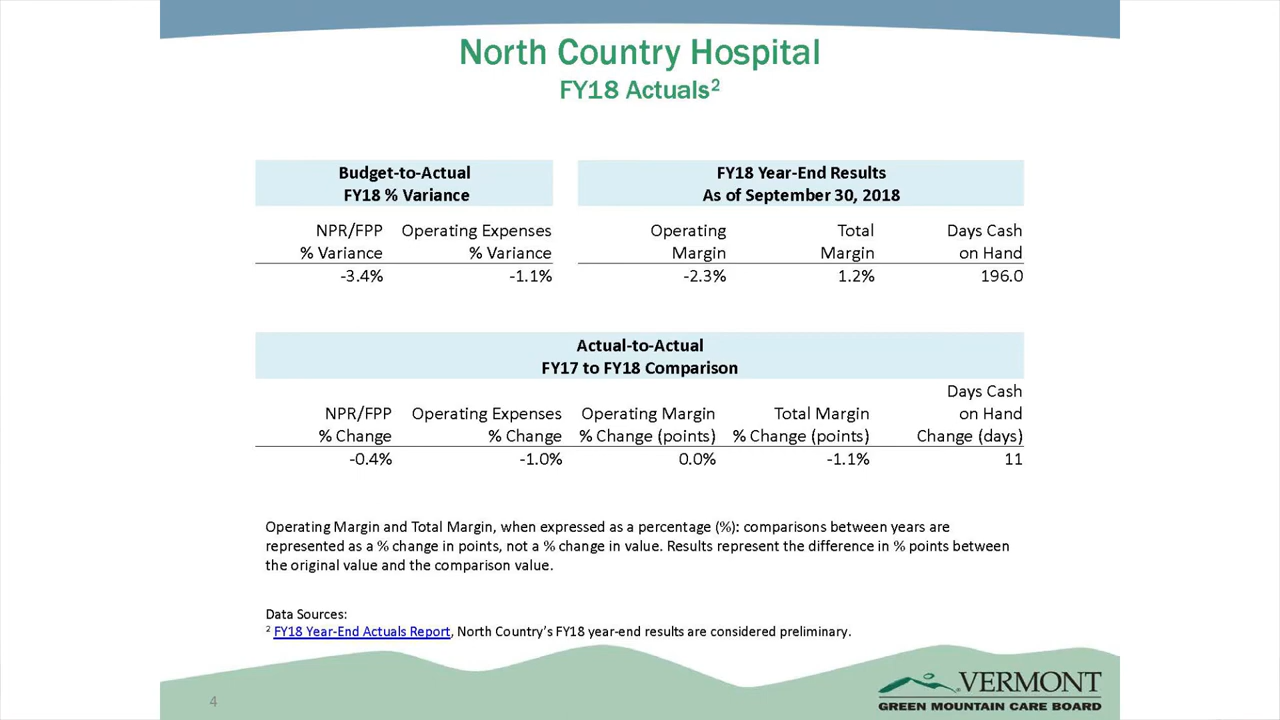 North Country Hospital
FY18 Actuals²
Budget-to-Actual
FY18 % Variance
NPR/FPP Operating Expenses
% Variance % Variance
-3.4% -1.1%
FY18 Year-End Results
As of September 30, 2018
Operating Total Days Cash
Margin Margin on Hand
-2.3% 1.2% 196.0
Actual-to-Actual
FY17 to FY18 Comparison
Days Cash
NPR/FPP Operating Expenses Operating Margin Total Margin on Hand
% Change % Change % Change (points) % Change (points) Change (days)
-0.4% -1.0% 0.0% -1.1% 11
Operating Margin and Total Margin, when expressed as a percentage (%): comparisons between years are
represented as a % change in points, not a % change in value. Results represent the difference in % points between
the original value and the comparison value.
Data Sources:
² FY18 Year-End Actuals Report, North Country’s FY18 year-end results are considered preliminary.
4
VERMONT
GREEN MOUNTAIN CARE BOARD